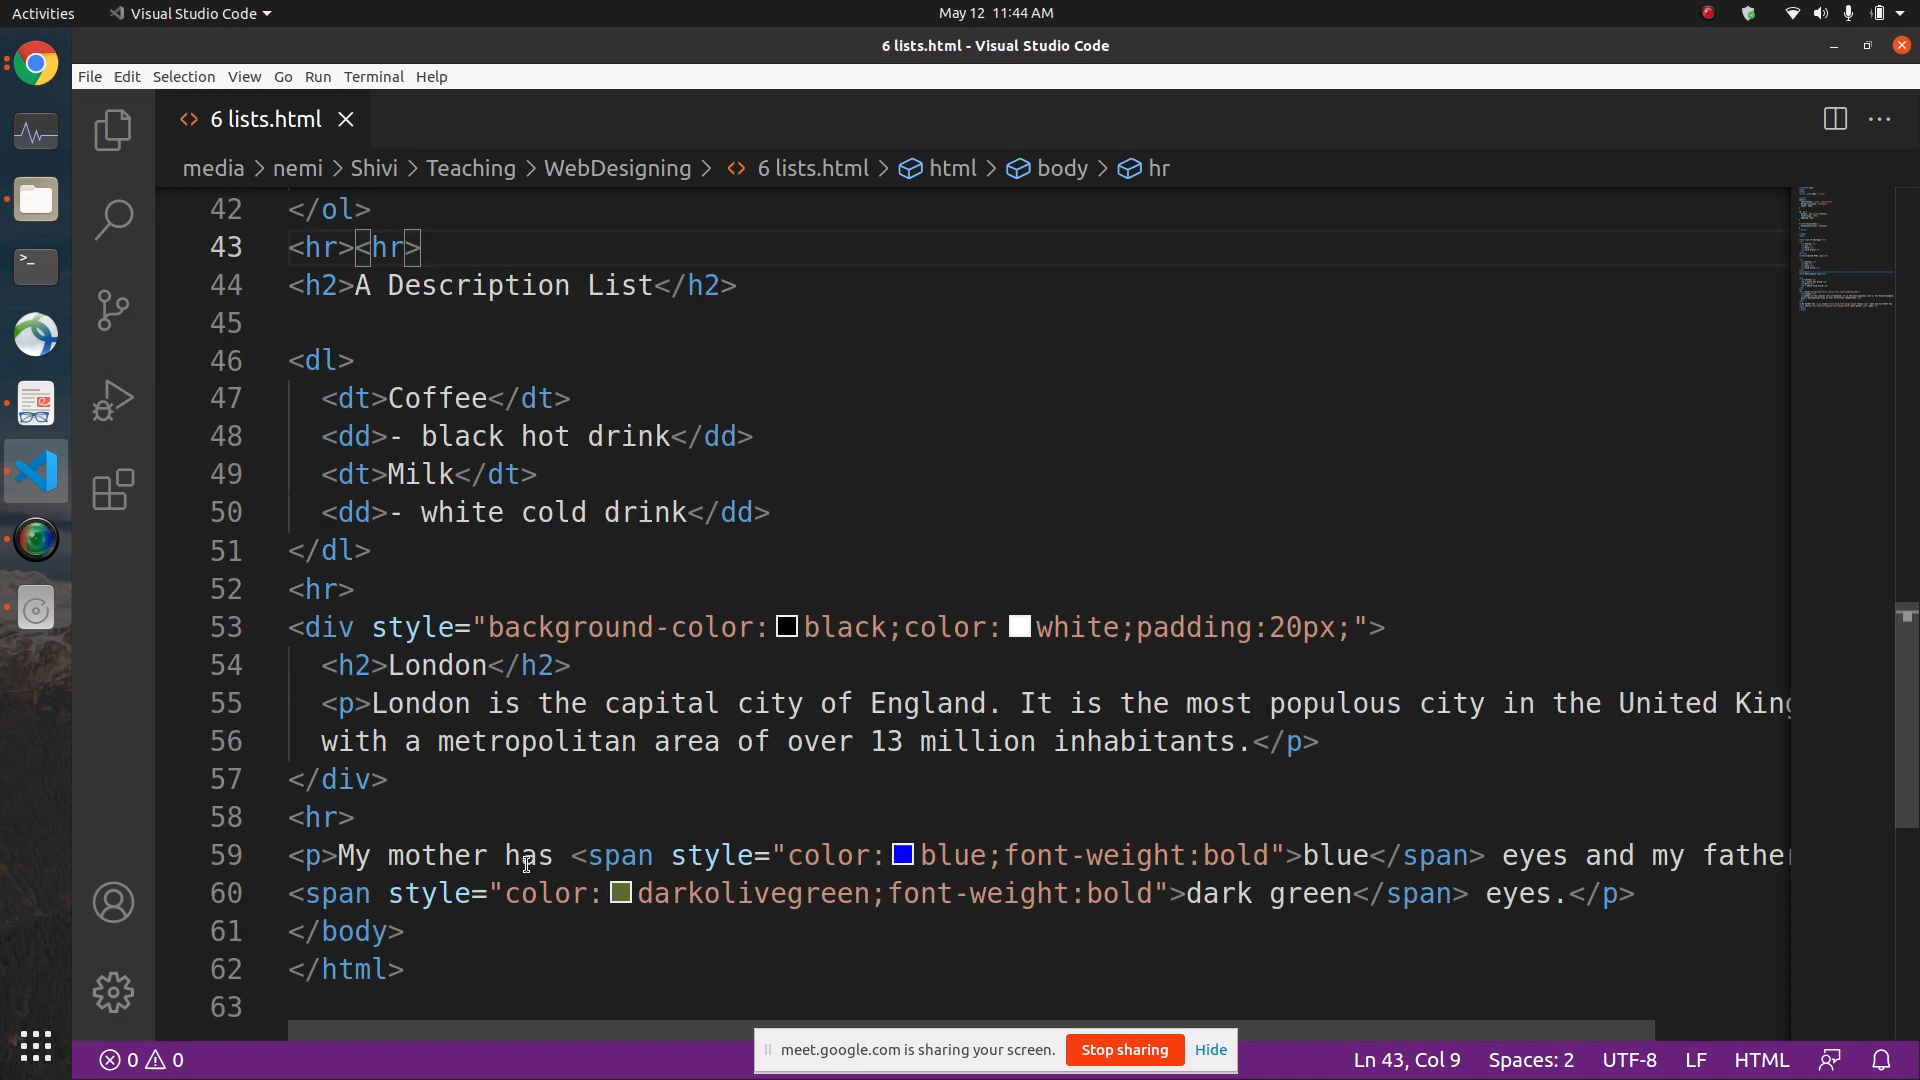 Activities Visual Studio Code May 12 11:44 AM
6 lists.html - Visual Studio Code
File Edit Selection View Go Run Terminal Help
6 lists.html
media > nemi > Shivi > Teaching > WebDesigning > 6 lists.html > html > body > hr
42 </ol>
43 <hr><hr>
44 <h2>A Description List</h2>
45
46 <dl>
47 <dt>Coffee</dt>
48 <dd>- black hot drink</dd>
49 <dt>Milk</dt>
50 <dd>- white cold drink</dd>
51 </dl>
52 <hr>
53 <div style="background-color:black;color:white;padding:20px;">
54 <h2>London</h2>
55 <p>London is the capital city of England. It is the most populous city in the United King
56 with a metropolitan area of over 13 million inhabitants.</p>
57 </div>
58 <hr>
59 <p>My mother has <span style="color:blue;font-weight:bold">blue</span> eyes and my father
60 <span style="color:darkolivegreen;font-weight:bold">dark green</span> eyes.</p>
61 </body>
62 </html>
63
meet.google.com is sharing your screen. Stop sharing Hide
0 0 Ln 43, Col 9 Spaces: 2 UTF-8 LF HTML